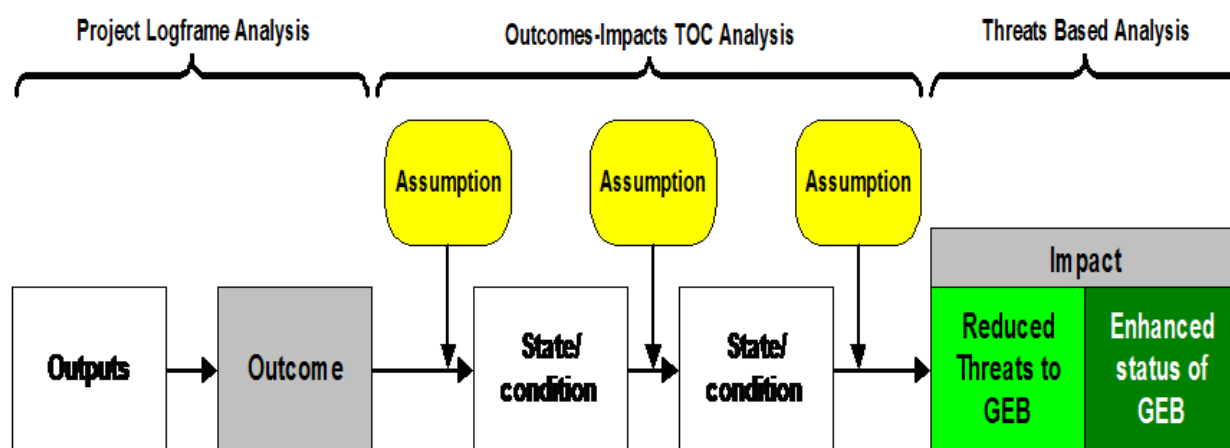 Project Logframe Analysis
Outcomes-Impacts TOC Analysis
Threats Based Analysis
Assumption
Assumption
Assumption
Impact
Outputs
Outcome
State/
condition
State/
condition
Reduced
Threats to
GEB
Enhanced
status of
GEB